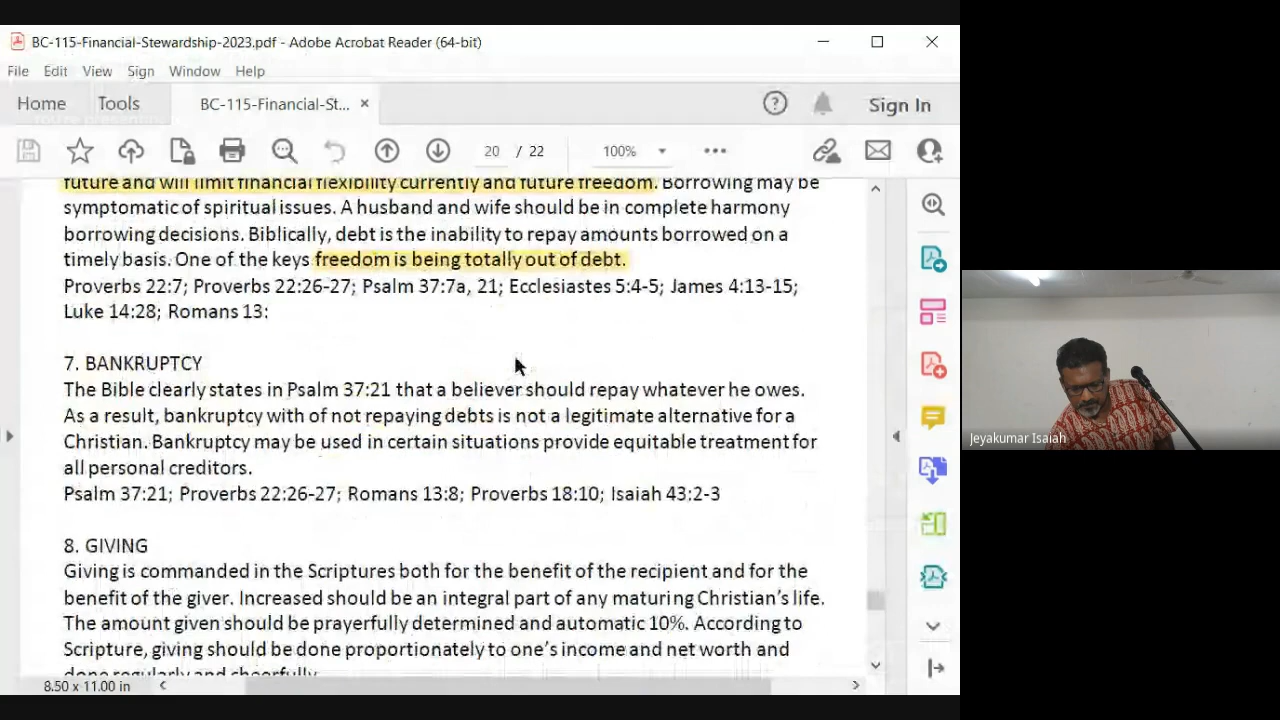 BC-115-Financial-Stewardship-2023.pdf - Adobe Acrobat Reader (64-bit)
File Edit View Sign Window Help
Home Tools BC-115-Financial-St... × Sign In
20 / 22 100%
future and will limit financial flexibility currently and future freedom. Borrowing may be
symptomatic of spiritual issues. A husband and wife should be in complete harmony
borrowing decisions. Biblically, debt is the inability to repay amounts borrowed on a
timely basis. One of the keys freedom is being totally out of debt.
Proverbs 22:7; Proverbs 22:26-27; Psalm 37:7a, 21; Ecclesiastes 5:4-5; James 4:13-15;
Luke 14:28; Romans 13:
7. BANKRUPTCY
The Bible clearly states in Psalm 37:21 that a believer should repay whatever he owes.
As a result, bankruptcy with of not repaying debts is not a legitimate alternative for a
Christian. Bankruptcy may be used in certain situations provide equitable treatment for
all personal creditors.
Psalm 37:21; Proverbs 22:26-27; Romans 13:8; Proverbs 18:10; Isaiah 43:2-3
8. GIVING
Giving is commanded in the Scriptures both for the benefit of the recipient and for the
benefit of the giver. Increased should be an integral part of any maturing Christian's life.
The amount given should be prayerfully determined and automatic 10%. According to
Scripture, giving should be done proportionately to one's income and net worth and
done regularly and cheerfully.
8.50 x 11.00 in
Jeyakumar Isaiah